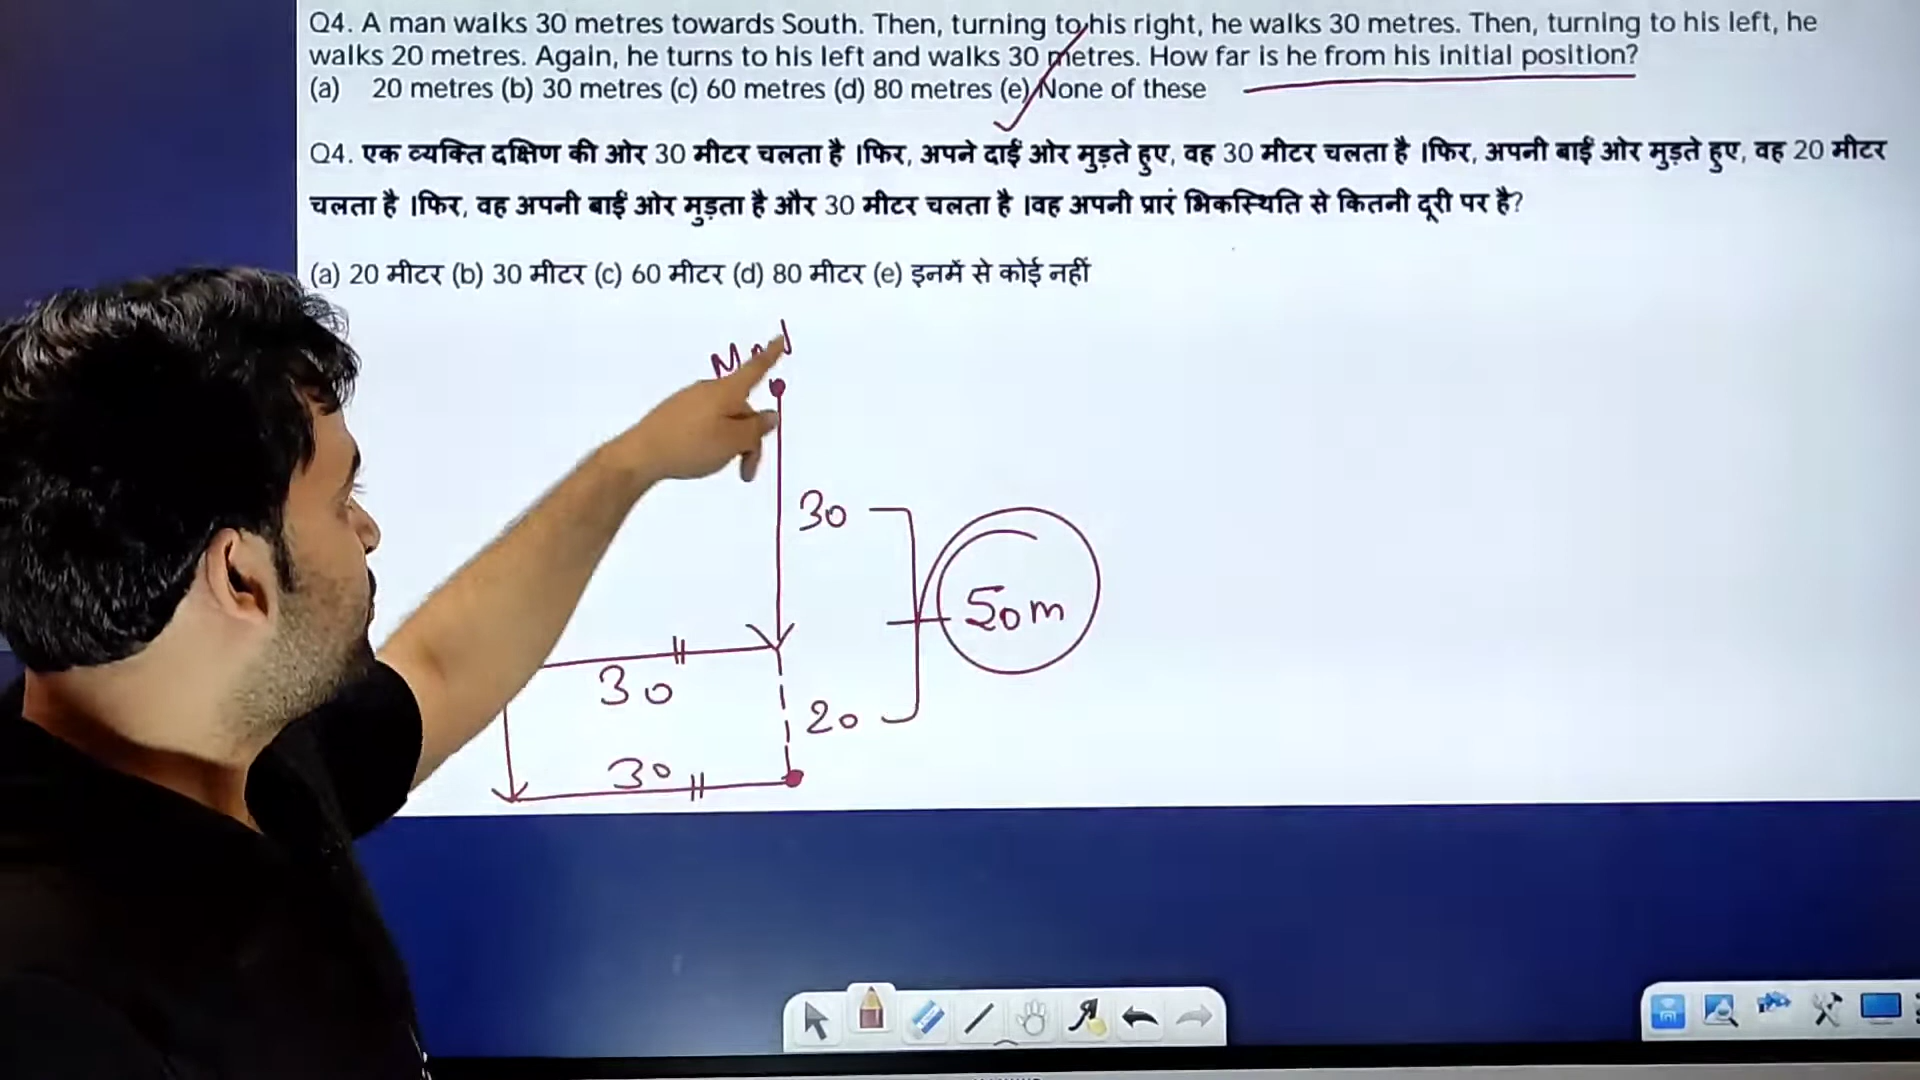 Q4. A man walks 30 metres towards South. Then, turning to his right, he walks 30 metres. Then, turning to his left, he
walks 20 metres. Again, he turns to his left and walks 30 metres. How far is he from his initial position?
(a) 20 metres (b) 30 metres (c) 60 metres (d) 80 metres (e) None of these
Q4. एक व्यक्ति दक्षिण की ओर 30 मीटर चलता है ।फिर, अपने दाईं ओर मुड़ते हुए, वह 30 मीटर चलता है ।फिर, अपनी बाईं ओर मुड़ते हुए, वह 20 मीटर
चलता है ।फिर, वह अपनी बाईं ओर मुड़ता है और 30 मीटर चलता है ।वह अपनी प्रारं भिकस्थिति से कितनी दूरी पर है?
(a) 20 मीटर (b) 30 मीटर (c) 60 मीटर (d) 80 मीटर (e) इनमें से कोई नहीं
30
50m
30
20
30